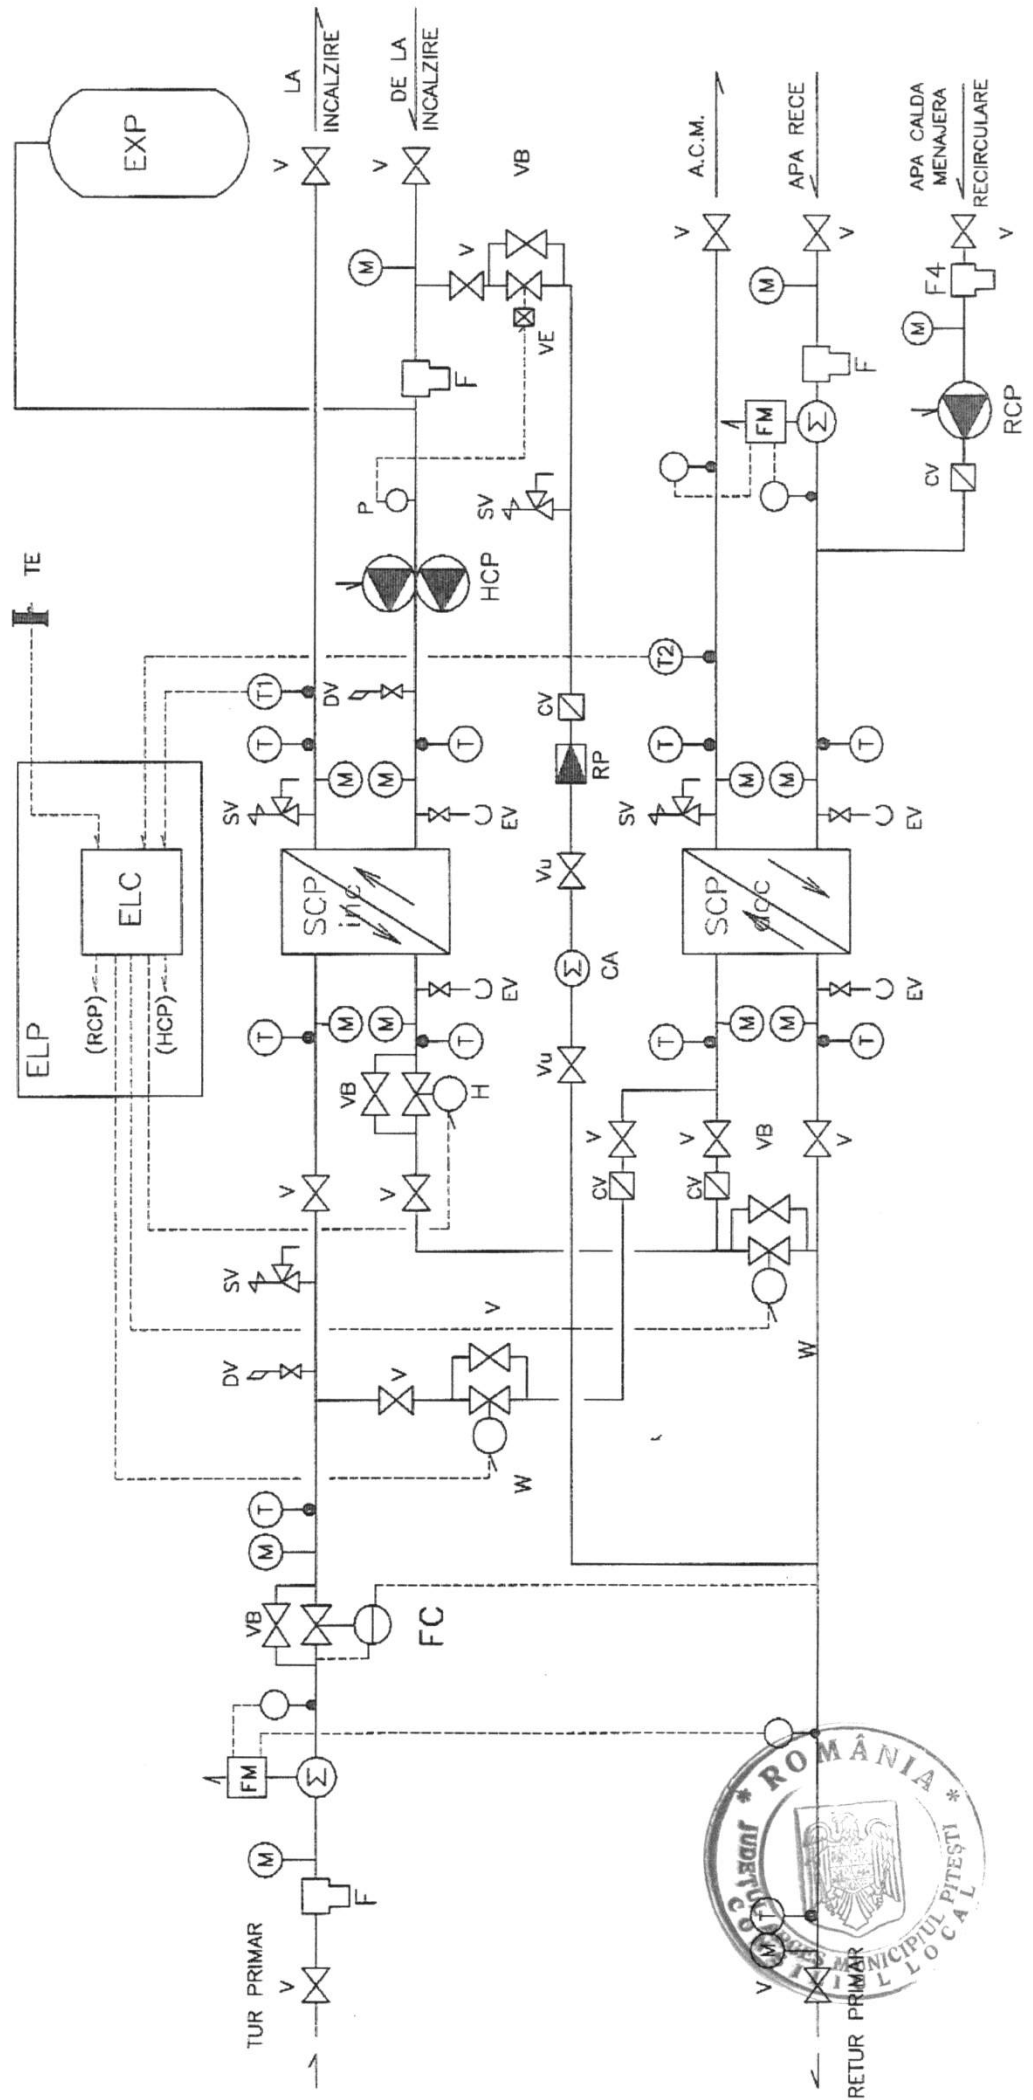 EXP
LA
INCALZIRE
DE LA
INCALZIRE
V
V
M
V
VB
VE
F
P
HCP
TE
ELP
ELC
(RCP)
(HCP)
T1
DV
T
T
SV
M
M
EV
SCP
inc
T
M
M
EV
T
VB
H
V
V
SV
DV
V
V
W
T
M
VB
FC
FM
Σ
M
F
V
TUR PRIMAR
A.C.M.
APA RECE
APA CALDA
MENAJERA
RECIRCULARE
V
V
V
M
F4
M
F
FM
Σ
RCP
CV
SV
T2
CV
RP
Vu
Σ
CA
Vu
T
T
SV
M
M
EV
SCP
acc
T
M
M
EV
T
V
CV
V
CV
VB
V
W
T
M
V
RETUR PRIMAR
* ROMÂNIA *
JUDEȚUL ARGEȘ
MUNICIPIUL PITEȘTI
CONSILIUL LOCAL